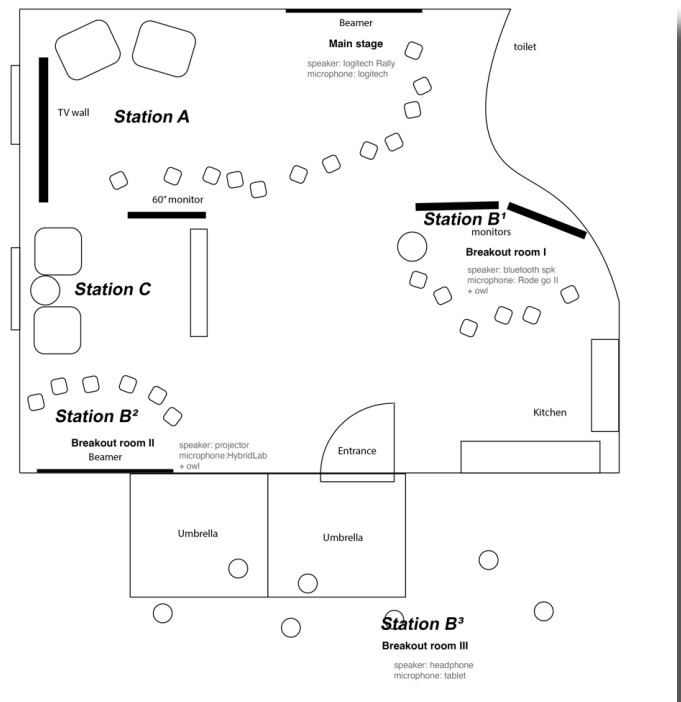 Beamer
Main stage
speaker: logitech Rally
microphone: logitech
toilet
TV wall
Station A
60" monitor
Station B¹
monitors
Breakout room I
speaker: bluetooth spk
microphone: Rode go II
+ owl
Station C
Station B²
Breakout room II
Beamer
speaker: projector
microphone:HybridLab
+ owl
Entrance
Kitchen
Umbrella
Umbrella
Station B³
Breakout room III
speaker: headphone
microphone: tablet